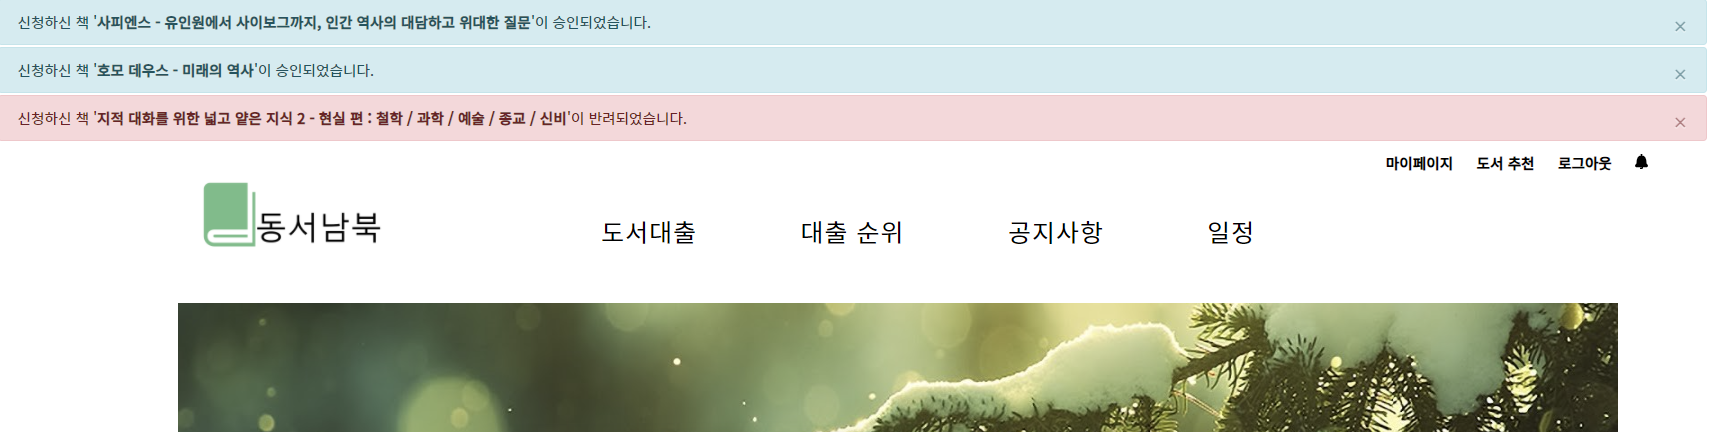 신청하신 책 '사피엔스 - 유인원에서 사이보그까지, 인간 역사의 대담하고 위대한 질문'이 승인되었습니다. ×
신청하신 책 '호모 데우스 - 미래의 역사'이 승인되었습니다. ×
신청하신 책 '지적 대화를 위한 넓고 얕은 지식 2 - 현실 편 : 철학 / 과학 / 예술 / 종교 / 신비'이 반려되었습니다. ×
마이페이지 도서 추천 로그아웃
동서남북 도서대출 대출 순위 공지사항 일정